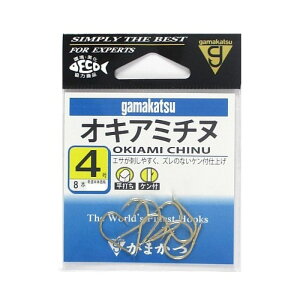 SIMPLY THE BEST
FOR EXPERTS
DECO
gamakatsu
オキアミチヌ
OKIAMI CHINU
エサが刺しやすく、ズレのないケン付仕上げ
4号
8本
平打ち
ケン付
The World's Finest Hooks
がまかつ